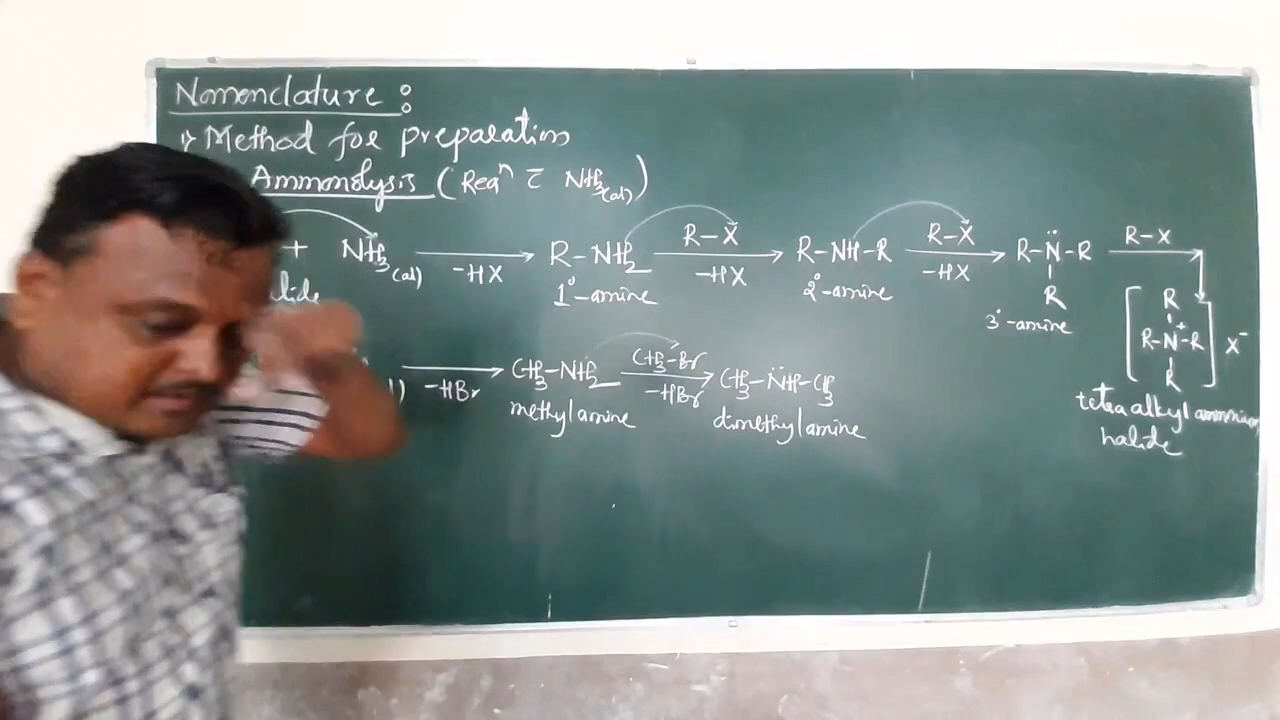 Nomenclature :
1) Method for preparation
Ammonolysis (Reaⁿ c̄ NH₃(al))
+ NH₃(al) → -HX R-NH₂ R-X -HX R-NH-R R-X -HX R-N̈-R R-X
R
lide 1°-amine 2°-amine 3°-amine
[R R-N⁺-R R] X⁻
-HBr CH₃-NH₂ CH₃-Br -HBr CH₃-N̈H-CH₃
methylamine dimethylamine
tetraalkyl ammonium
halide